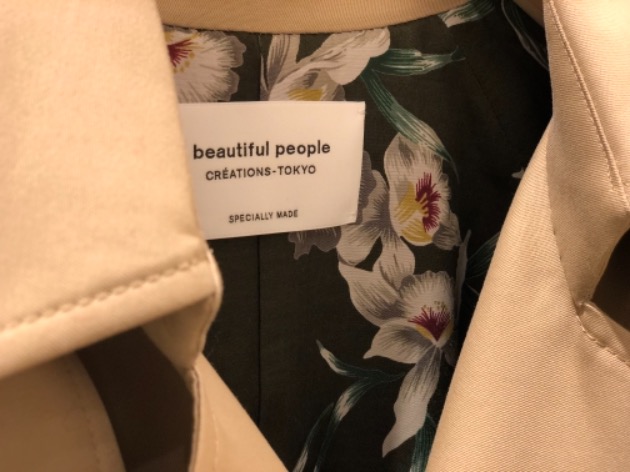 beautiful people
CRÉATIONS-TOKYO
SPECIALLY MADE